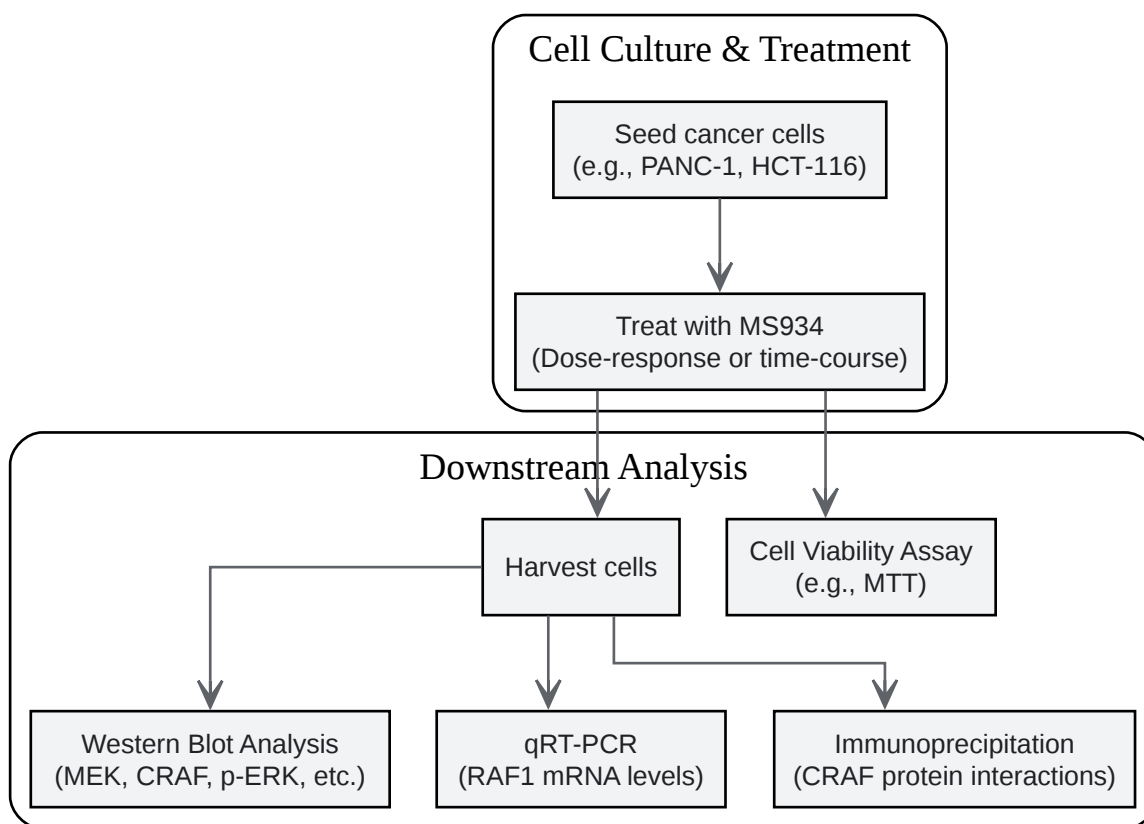 Cell Culture & Treatment
Seed cancer cells
(e.g., PANC-1, HCT-116)
Treat with MS934
(Dose-response or time-course)
Downstream Analysis
Harvest cells
Cell Viability Assay
(e.g., MTT)
Western Blot Analysis
(MEK, CRAF, p-ERK, etc.)
qRT-PCR
(RAF1 mRNA levels)
Immunoprecipitation
(CRAF protein interactions)